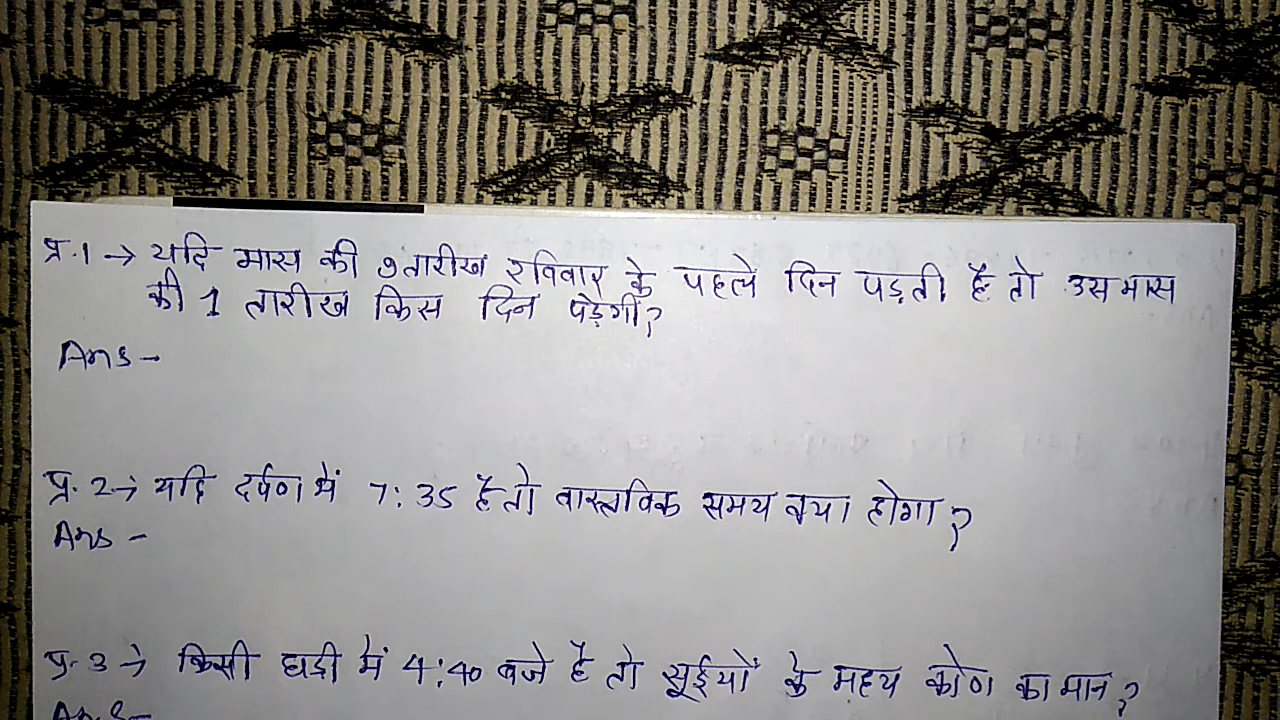 प्र.1 → यदि मास की 9 तारीख रविवार के पहले दिन पड़ती है तो उस मास
की 1 तारीख किस दिन पड़ेगी?
Ans -
प्र.2 → यदि दर्पण में 7:35 है तो वास्तविक समय क्या होगा?
Ans -
प्र.3 → किसी घड़ी में 4:40 बजे है तो सूईयों के मध्य कोण का मान?
Ans -